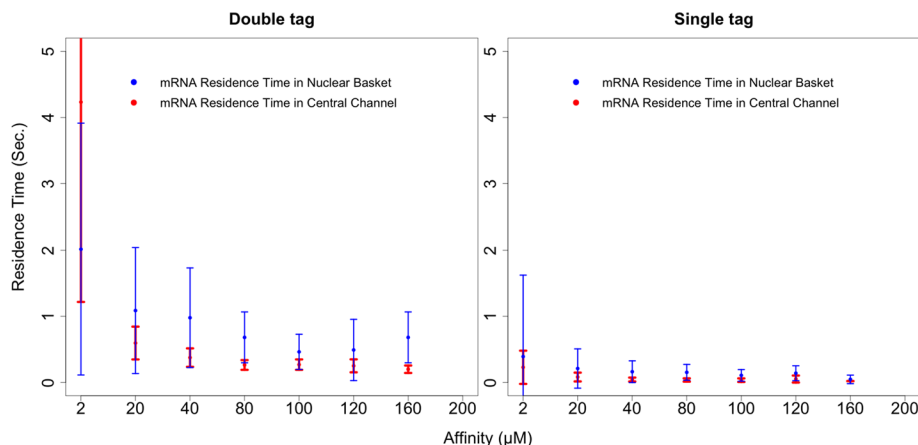 Double tag
Single tag
Residence Time (Sec.)
5
4
3
2
1
0
mRNA Residence Time in Nuclear Basket
mRNA Residence Time in Central Channel
2 20 40 80 100 120 160 200
5
4
3
2
1
0
mRNA Residence Time in Nuclear Basket
mRNA Residence Time in Central Channel
2 20 40 80 100 120 160 200
Affinity (μM)